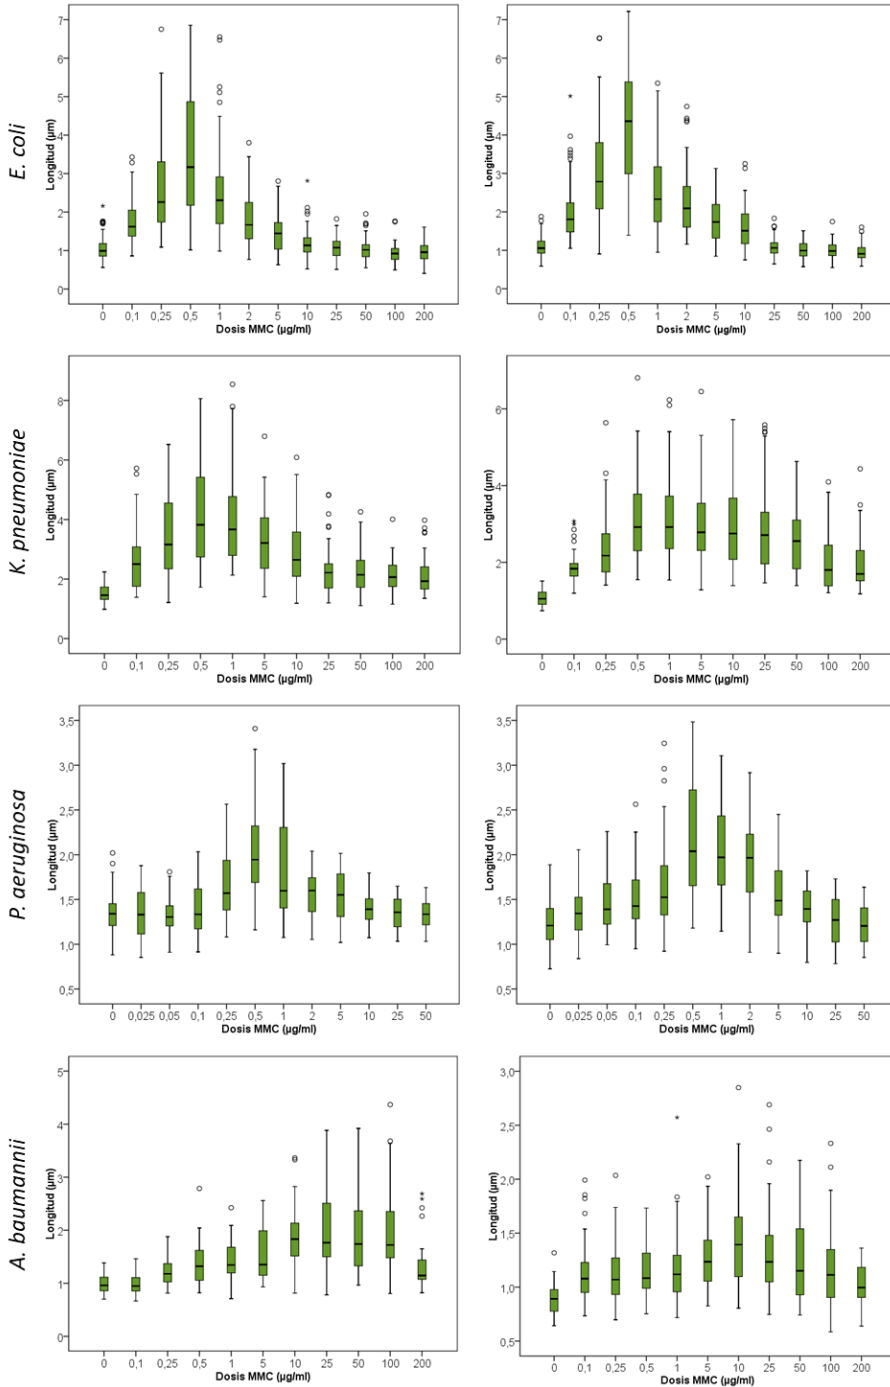 E. coli
Longitud (µm)
7
6
5
4
3
2
1
0
0 0,1 0,25 0,5 1 2 5 10 25 50 100 200
Dosis MMC (µg/ml)
Longitud (µm)
7
6
5
4
3
2
1
0
0 0,1 0,25 0,5 1 2 5 10 25 50 100 200
Dosis MMC (µg/ml)
K. pneumoniae
Longitud (µm)
8
6
4
2
0
0 0,1 0,25 0,5 1 5 10 25 50 100 200
Dosis MMC (µg/ml)
Longitud (µm)
6
4
2
0
0 0,1 0,25 0,5 1 5 10 25 50 100 200
Dosis MMC (µg/ml)
P. aeruginosa
Longitud (µm)
3,5
3,0
2,5
2,0
1,5
1,0
0,5
0 0,025 0,05 0,1 0,25 0,5 1 2 5 10 25 50
Dosis MMC (µg/ml)
Longitud (µm)
3,5
3,0
2,5
2,0
1,5
1,0
0,5
0 0,025 0,05 0,1 0,25 0,5 1 2 5 10 25 50
Dosis MMC (µg/ml)
A. baumannii
Longitud (µm)
5
4
3
2
1
0
0 0,1 0,25 0,5 1 5 10 25 50 100 200
Dosis MMC (µg/ml)
Longitud (µm)
3,0
2,5
2,0
1,5
1,0
0,5
0 0,1 0,25 0,5 1 5 10 25 50 100 200
Dosis MMC (µg/ml)